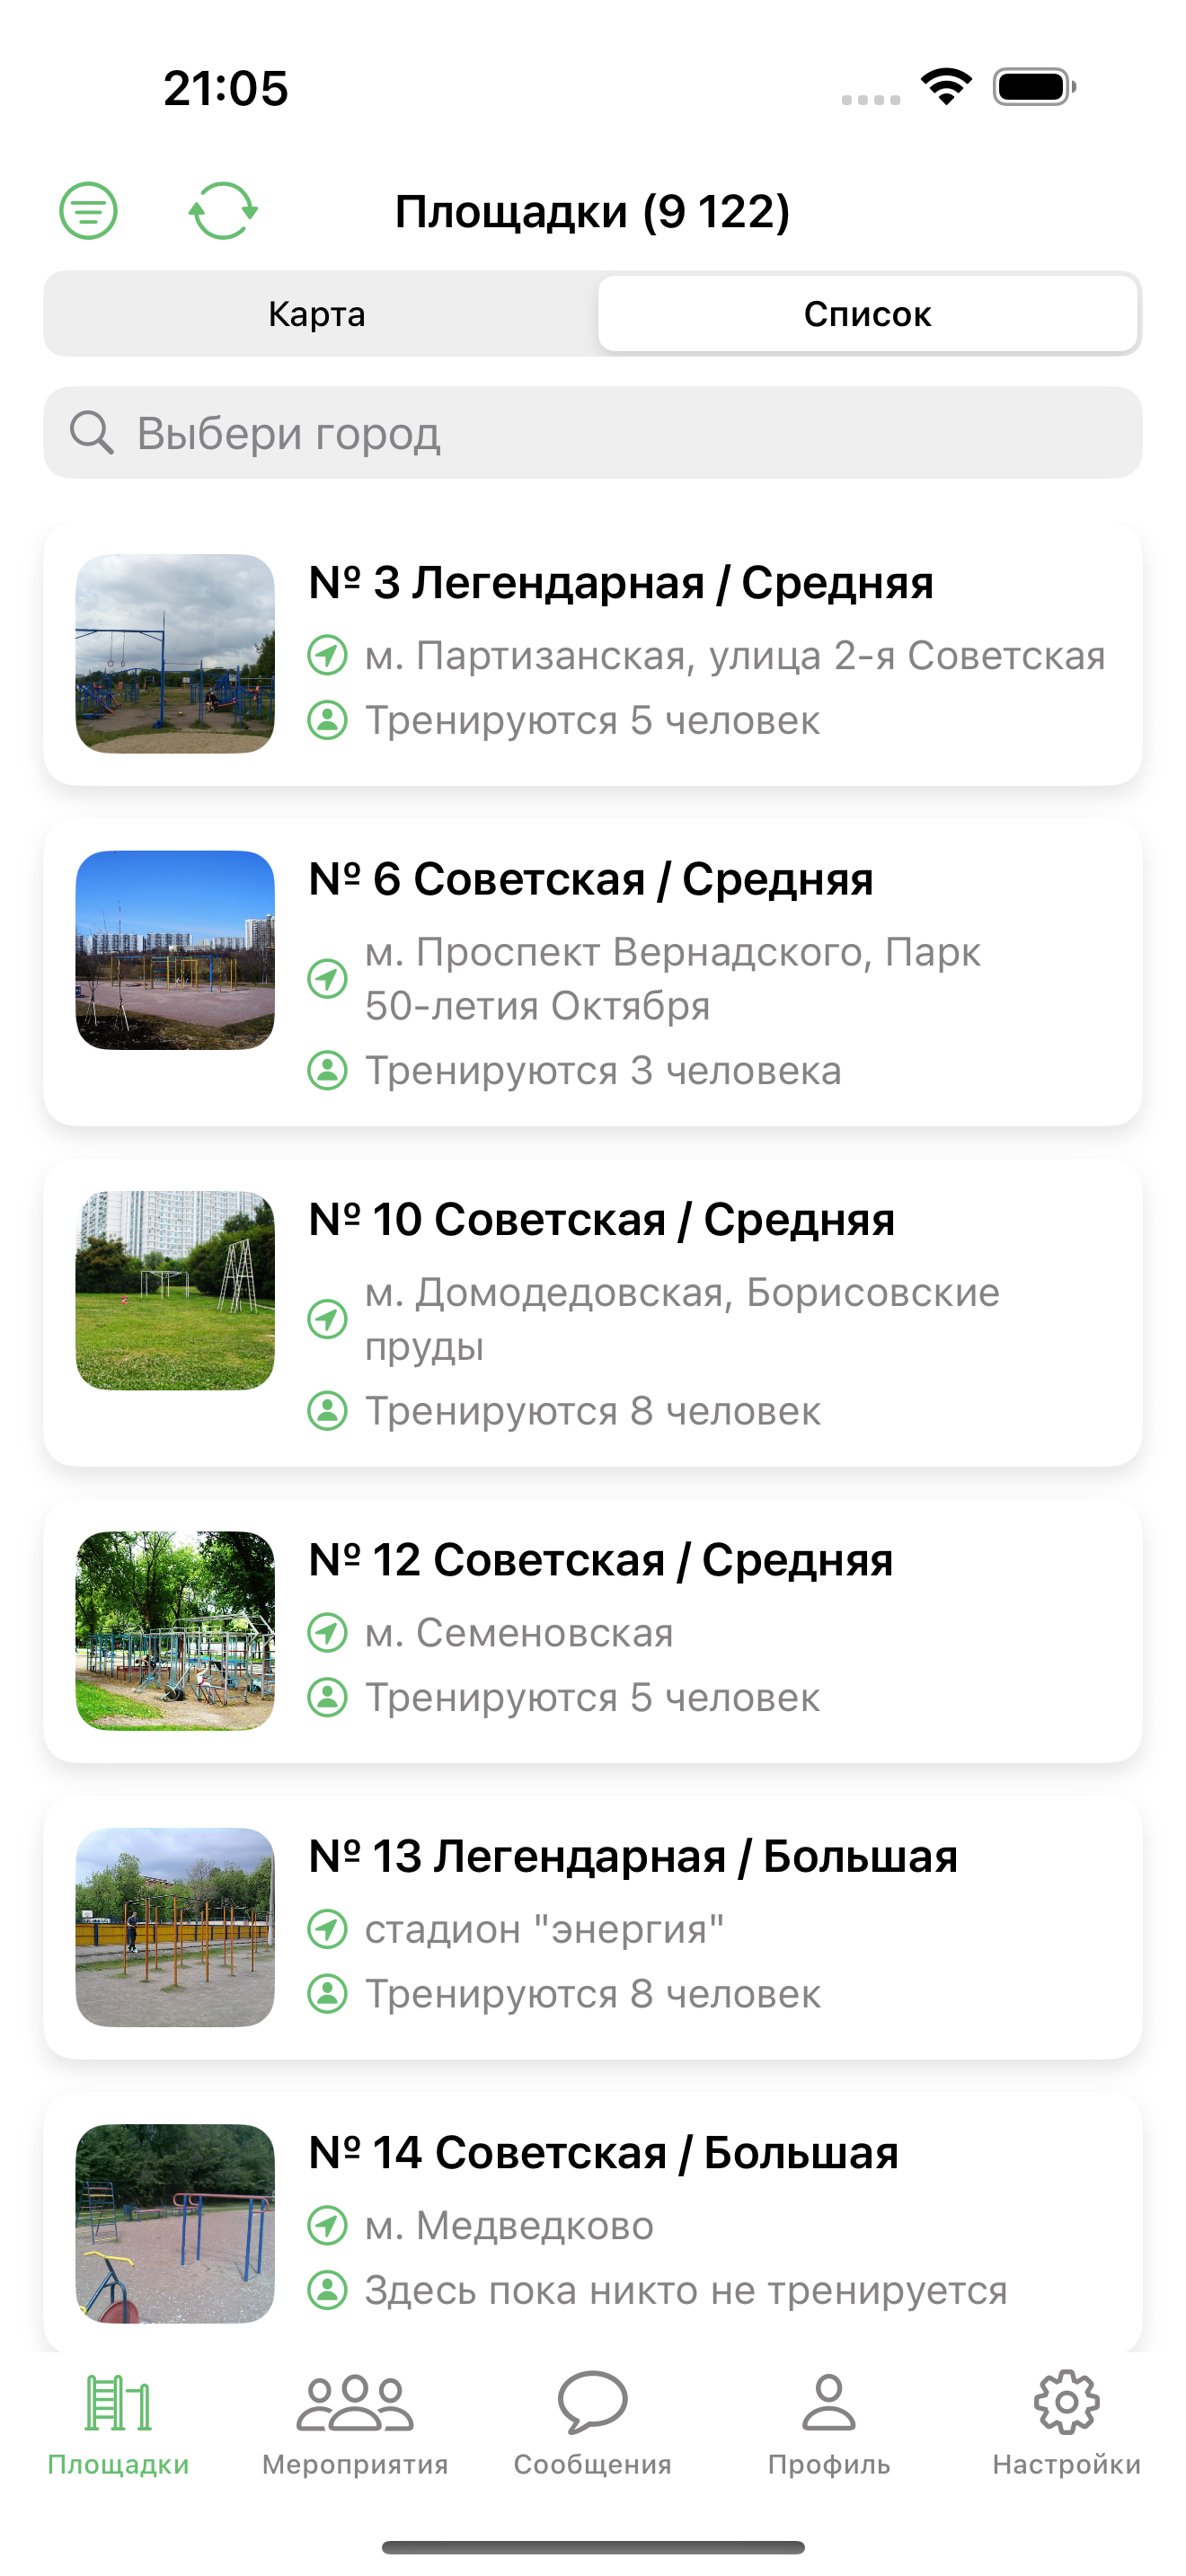 21:05
Площадки (9 122)
Карта
Список
Выбери город
№ 3 Легендарная / Средняя
м. Партизанская, улица 2-я Советская
Тренируются 5 человек
№ 6 Советская / Средняя
м. Проспект Вернадского, Парк
50-летия Октября
Тренируются 3 человека
№ 10 Советская / Средняя
м. Домодедовская, Борисовские
пруды
Тренируются 8 человек
№ 12 Советская / Средняя
м. Семеновская
Тренируются 5 человек
№ 13 Легендарная / Большая
стадион "энергия"
Тренируются 8 человек
№ 14 Советская / Большая
м. Медведково
Здесь пока никто не тренируется
Площадки
Мероприятия
Сообщения
Профиль
Настройки